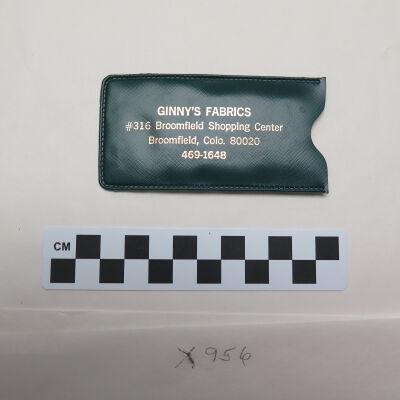 GINNY'S FABRICS
#316 Broomfield Shopping Center
Broomfield, Colo. 80020
469-1648
CM
X956